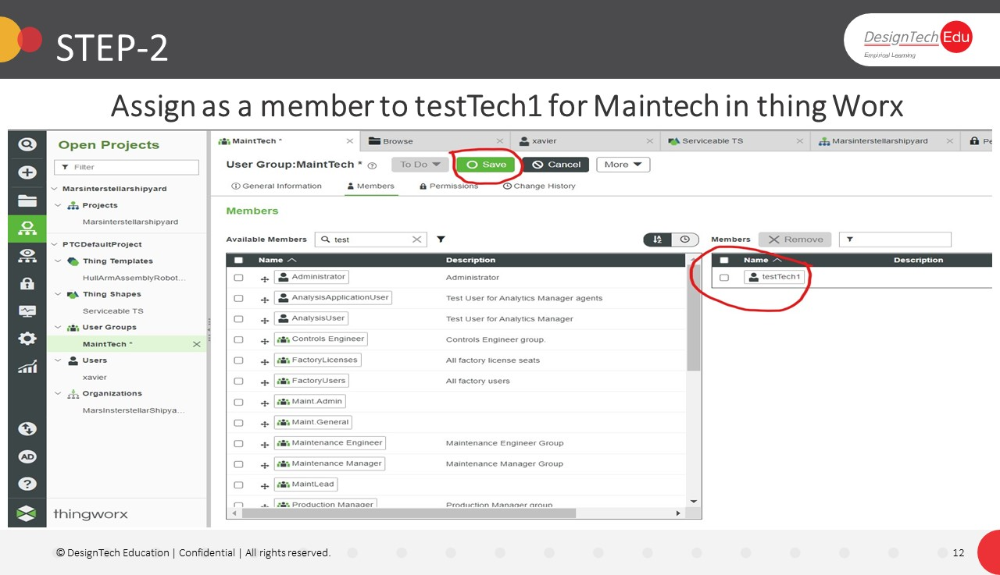 STEP-2
DesignTech Edu
Empirical Learning
Assign as a member to testTech1 for Maintech in thing Worx
Open Projects
Filter
Marsinterstellarshipyard
Projects
Marsinterstellarshipyard
PTCDefaultProject
Thing Templates
HullArmAssemblyRobot...
Thing Shapes
Serviceable TS
User Groups
MaintTech *
Users
xavier
Organizations
MarsInsterstellarShipya...
AD
thingworx
MaintTech *
Browse
xavier
Serviceable TS
Marsinterstellarshipyard
Pe
User Group:MaintTech *
To Do
Save
Cancel
More
General Information
Members
Permissions
Change History
Members
Available Members
test
Members
Remove
Name Description
Administrator Administrator
AnalysisApplicationUser Test User for Analytics Manager agents
AnalysisUser Test User for Analytics Manager
Controls Engineer Controls Engineer group.
FactoryLicenses All factory license seats
FactoryUsers All factory users
Maint.Admin
Maint.General
Maintenance Engineer Maintenance Engineer Group
Maintenance Manager Maintenance Manager Group
MaintLead
Production Manager Production Manager group
Name Description
testTech1
© DesignTech Education | Confidential | All rights reserved.
12